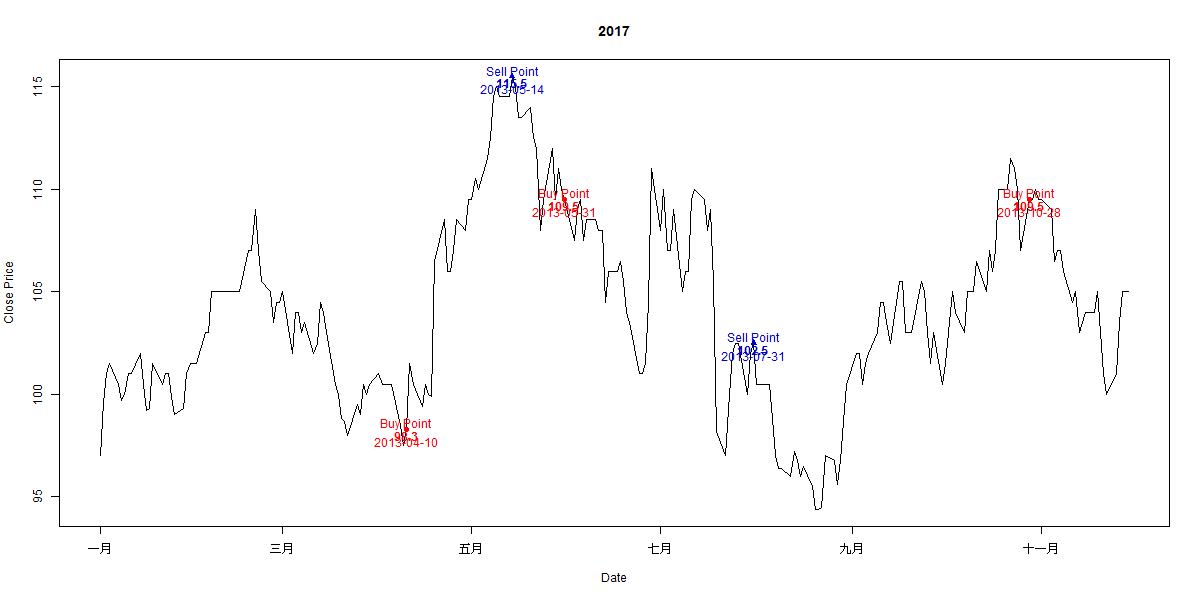 2017
Sell Point
115.5
2013-05-14
Buy Point
109.5
2013-05-31
Buy Point
109.5
2013-10-28
Sell Point
102.5
2013-07-31
Buy Point
98.3
2013-04-10
115
110
105
100
95
Close Price
一月
三月
五月
七月
九月
十一月
Date